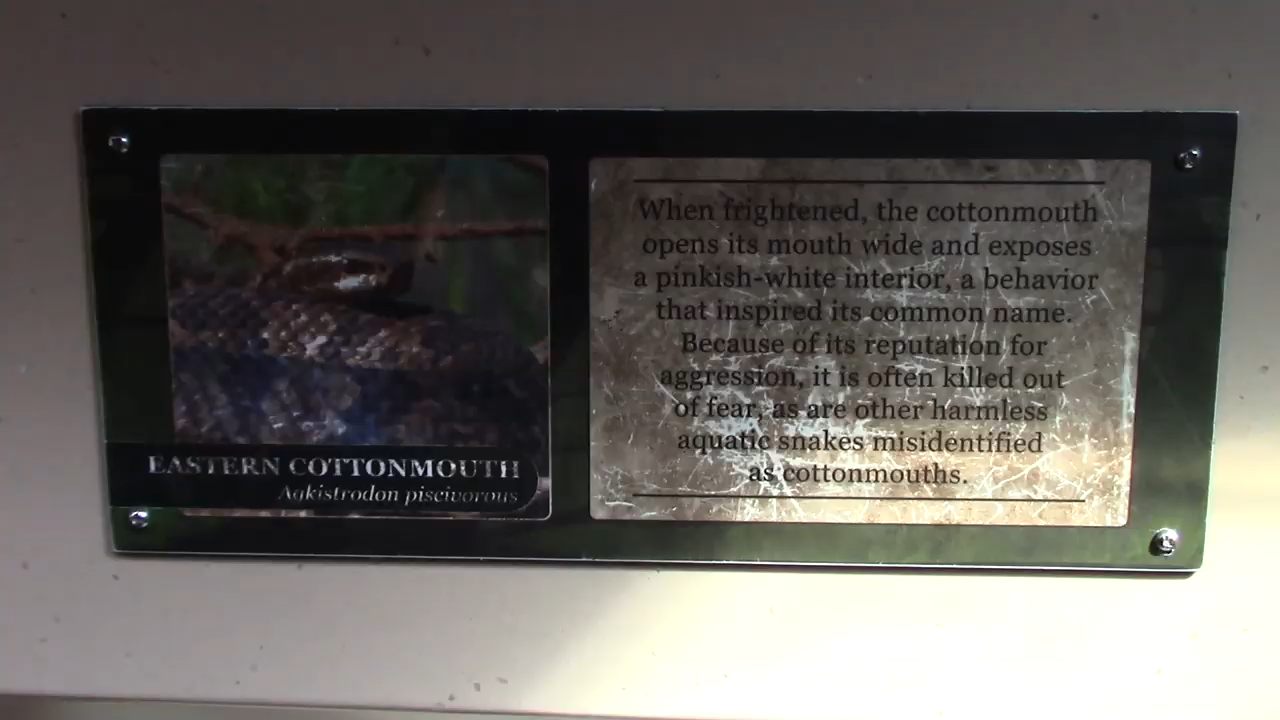 EASTERN COTTONMOUTH
Agkistrodon piscivorous
When frightened, the cottonmouth
opens its mouth wide and exposes
a pinkish-white interior, a behavior
that inspired its common name.
Because of its reputation for
aggression, it is often killed out
of fear, as are other harmless
aquatic snakes misidentified
as cottonmouths.